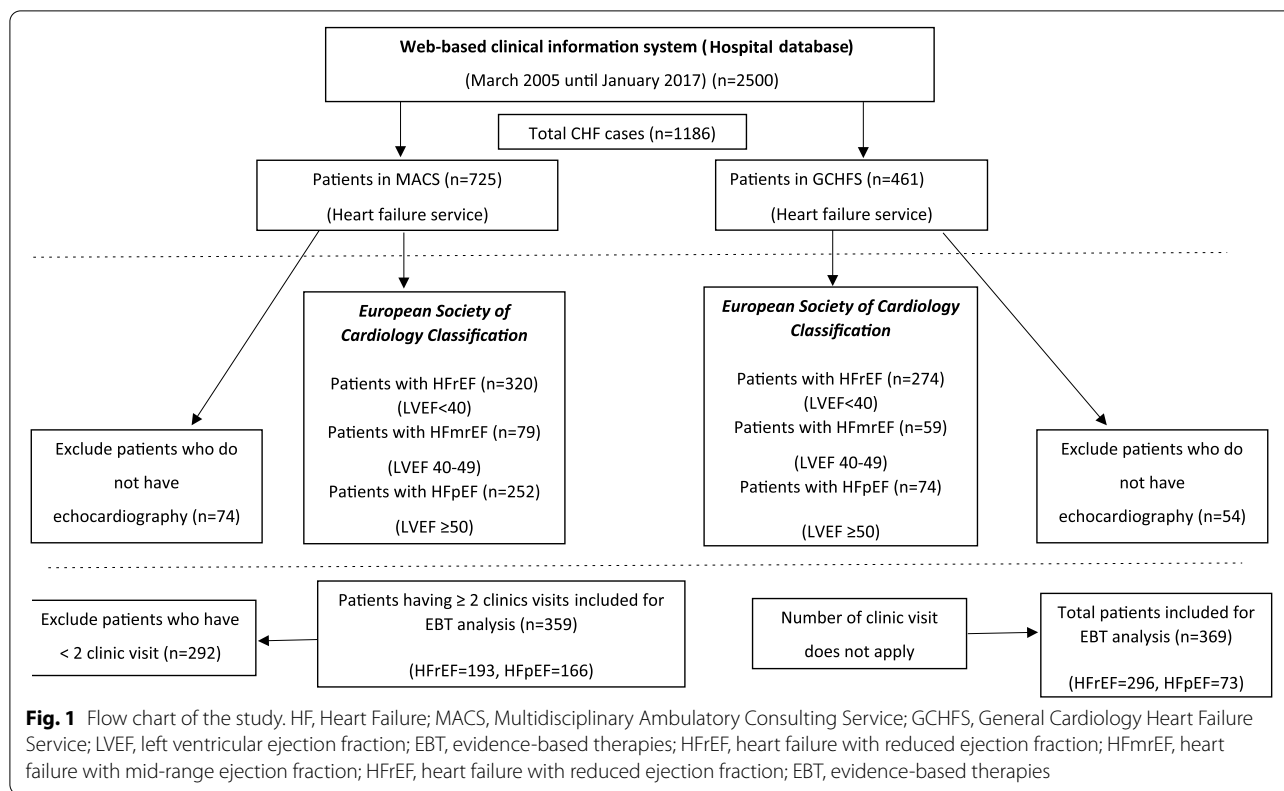 Web-based clinical information system (Hospital database)
(March 2005 until January 2017) (n=2500)
Total CHF cases (n=1186)
Patients in MACS (n=725)
(Heart failure service)
Patients in GCHFS (n=461)
(Heart failure service)
European Society of
Cardiology Classification
Patients with HFrEF (n=320)
(LVEF<40)
Patients with HFmrEF (n=79)
(LVEF 40-49)
Patients with HFpEF (n=252)
(LVEF ≥50)
European Society of Cardiology
Classification
Patients with HFrEF (n=274)
(LVEF<40)
Patients with HFmrEF (n=59)
(LVEF 40-49)
Patients with HFpEF (n=74)
(LVEF ≥50)
Exclude patients who do
not have
echocardiography (n=74)
Exclude patients who do
not have
echocardiography (n=54)
Exclude patients who have
< 2 clinic visit (n=292)
Patients having ≥ 2 clinics visits included for
EBT analysis (n=359)
(HFrEF=193, HFpEF=166)
Number of clinic visit
does not apply
Total patients included for
EBT analysis (n=369)
(HFrEF=296, HFpEF=73)
Fig. 1 Flow chart of the study. HF, Heart Failure; MACS, Multidisciplinary Ambulatory Consulting Service; GCHFS, General Cardiology Heart Failure
Service; LVEF, left ventricular ejection fraction; EBT, evidence-based therapies; HFrEF, heart failure with reduced ejection fraction; HFmrEF, heart
failure with mid-range ejection fraction; HFrEF, heart failure with reduced ejection fraction; EBT, evidence-based therapies